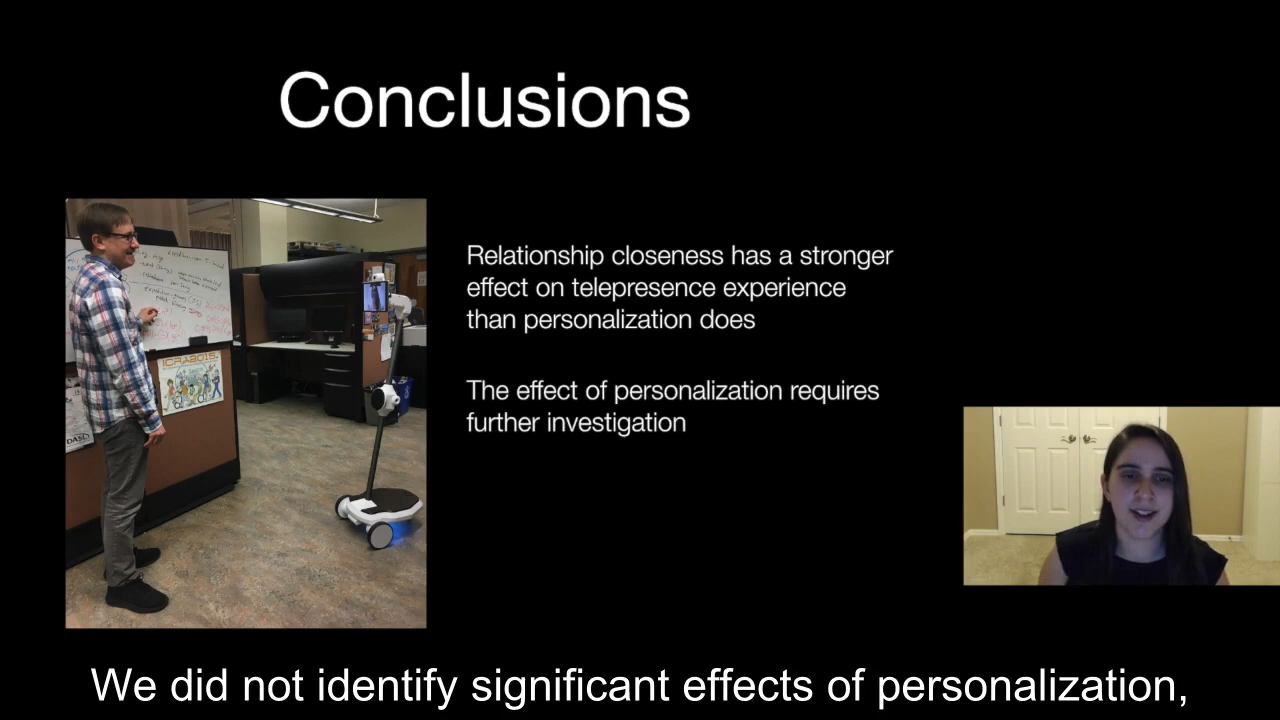 Conclusions
Relationship closeness has a stronger
effect on telepresence experience
than personalization does
The effect of personalization requires
further investigation
ICRA2015
DASL
We did not identify significant effects of personalization,